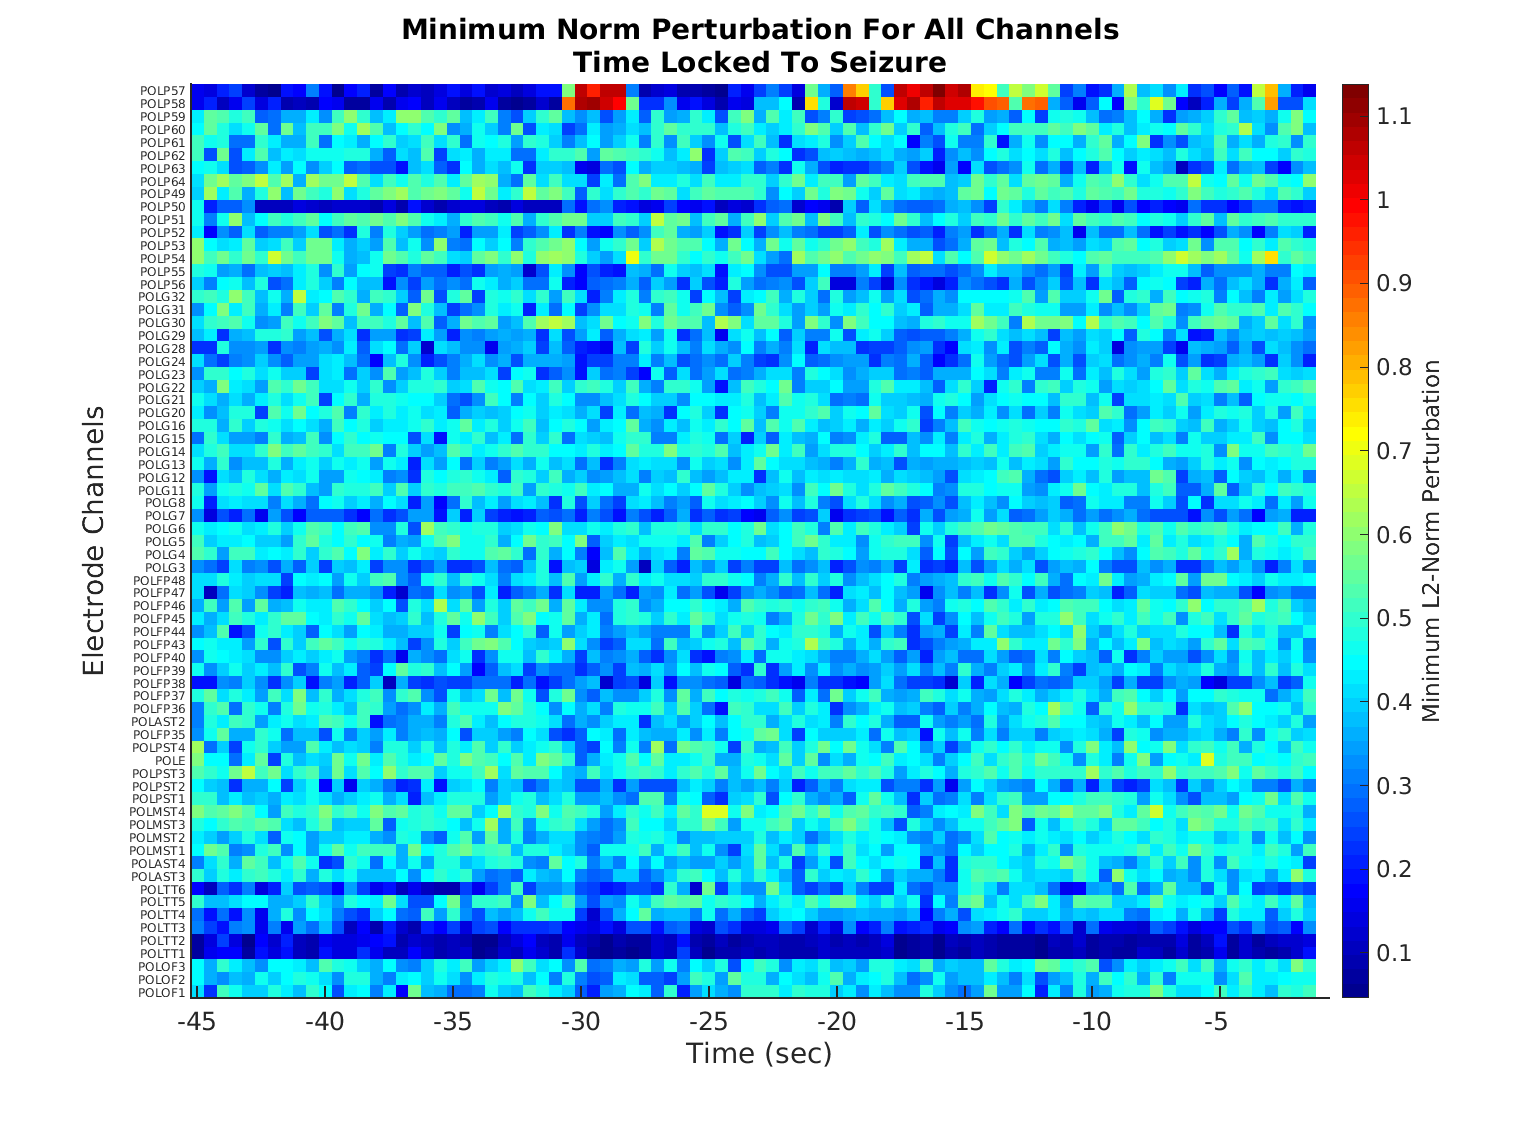 Minimum Norm Perturbation For All Channels
Time Locked To Seizure
POLP57
POLP58
POLP59
POLP60
POLP61
POLP62
POLP63
POLP64
POLP49
POLP50
POLP51
POLP52
POLP53
POLP54
POLP55
POLP56
POLG32
POLG31
POLG30
POLG29
POLG28
POLG24
POLG23
POLG22
POLG21
POLG20
POLG16
POLG15
POLG14
POLG13
POLG12
POLG11
POLG8
POLG7
POLG6
POLG5
POLG4
POLG3
POLFP48
POLFP47
POLFP46
POLFP45
POLFP44
POLFP43
POLFP40
POLFP39
POLFP38
POLFP37
POLFP36
POLAST2
POLFP35
POLPST4
POLE
POLPST3
POLPST2
POLPST1
POLMST4
POLMST3
POLMST2
POLMST1
POLAST4
POLAST3
POLTT6
POLTT5
POLTT4
POLTT3
POLTT2
POLTT1
POLOF3
POLOF2
POLOF1
Electrode Channels
-45 -40 -35 -30 -25 -20 -15 -10 -5
Time (sec)
1.1
1
0.9
0.8
0.7
0.6
0.5
0.4
0.3
0.2
0.1
Minimum L2-Norm Perturbation